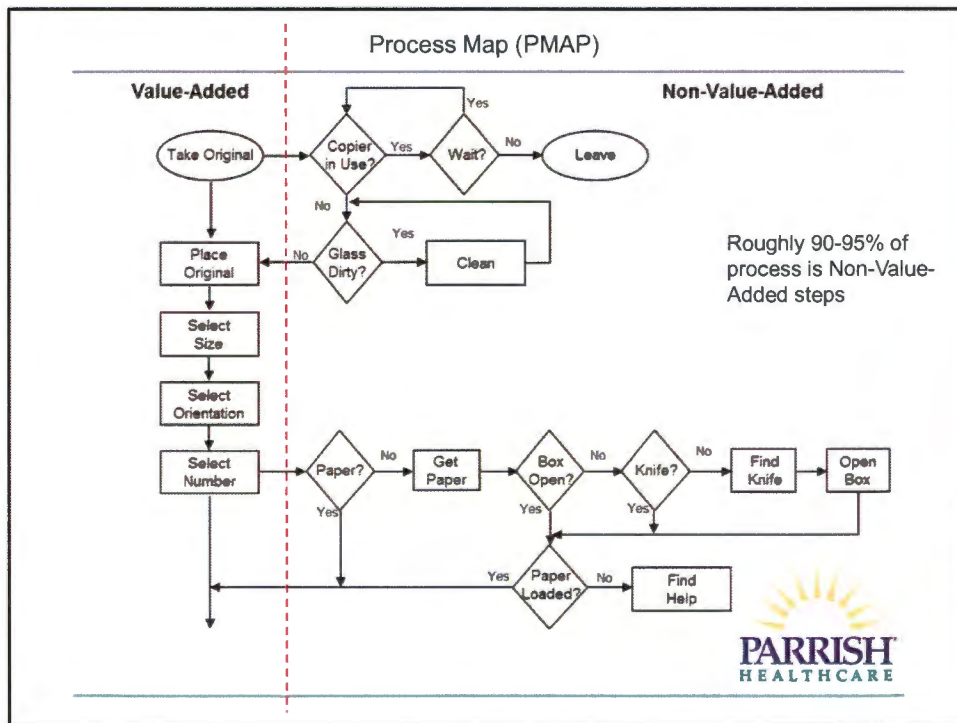 Process Map (PMAP)
Value-Added
Non-Value-Added
Yes
Take Original
Copier
in Use?
Yes
Wait?
No
Leave
No
Place
Original
No
Glass
Dirty?
Yes
Clean
Roughly 90-95% of
process is Non-Value-
Added steps
Select
Size
Select
Orientation
Select
Number
Paper?
No
Get
Paper
Box
Open?
No
Knife?
No
Find
Knife
Open
Box
Yes
Yes
Yes
Yes
Paper
Loaded?
No
Find
Help
PARRISH
HEALTHCARE